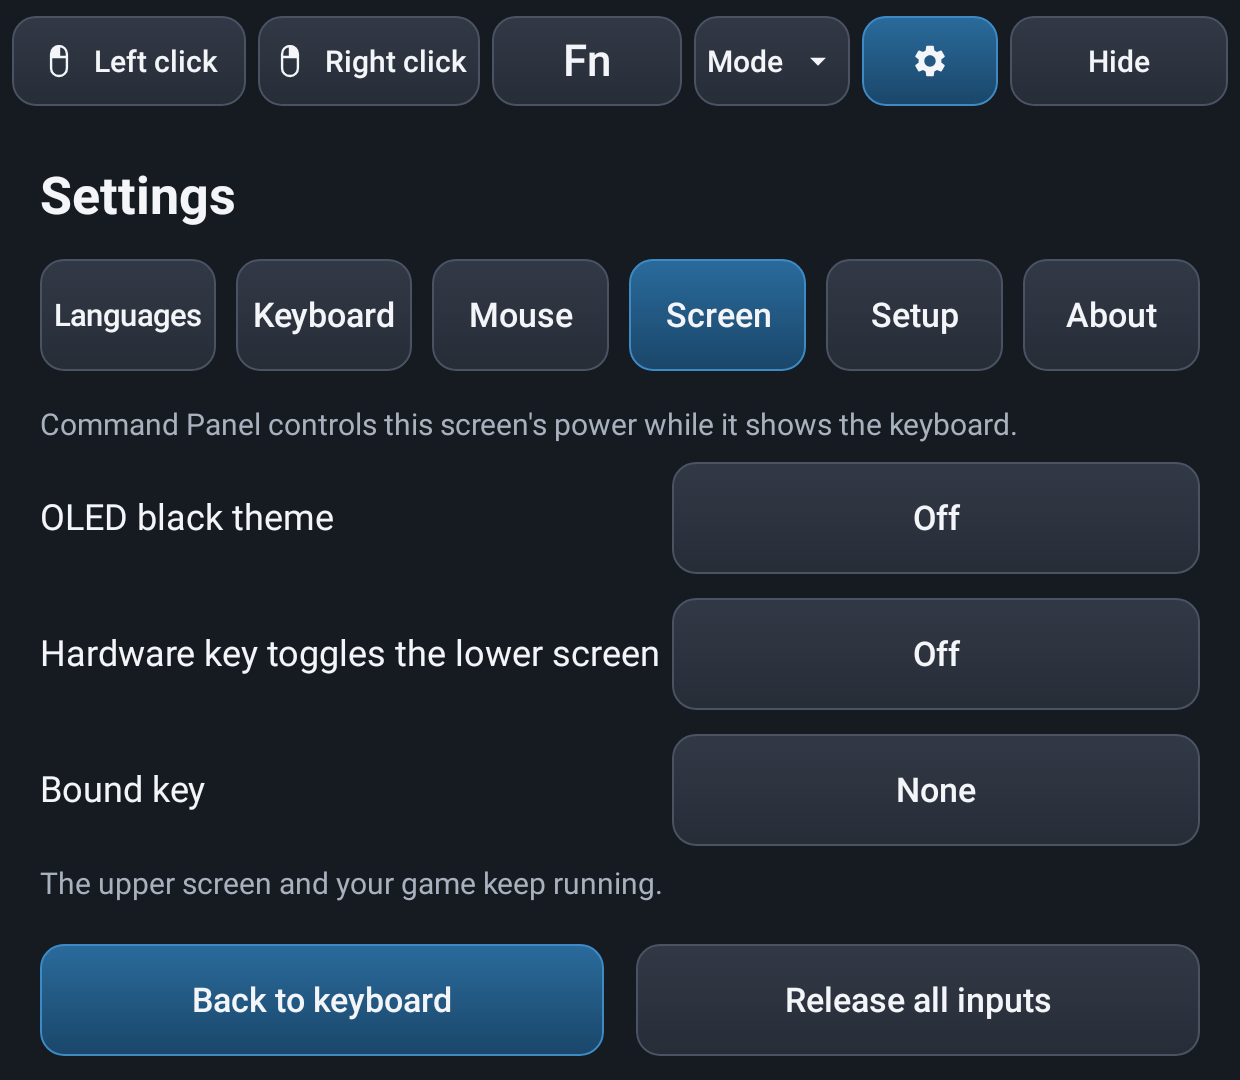 Left click
Right click
Fn
Mode
Hide
Settings
Languages
Keyboard
Mouse
Screen
Setup
About
Command Panel controls this screen's power while it shows the keyboard.
OLED black theme
Off
Hardware key toggles the lower screen
Off
Bound key
None
The upper screen and your game keep running.
Back to keyboard
Release all inputs